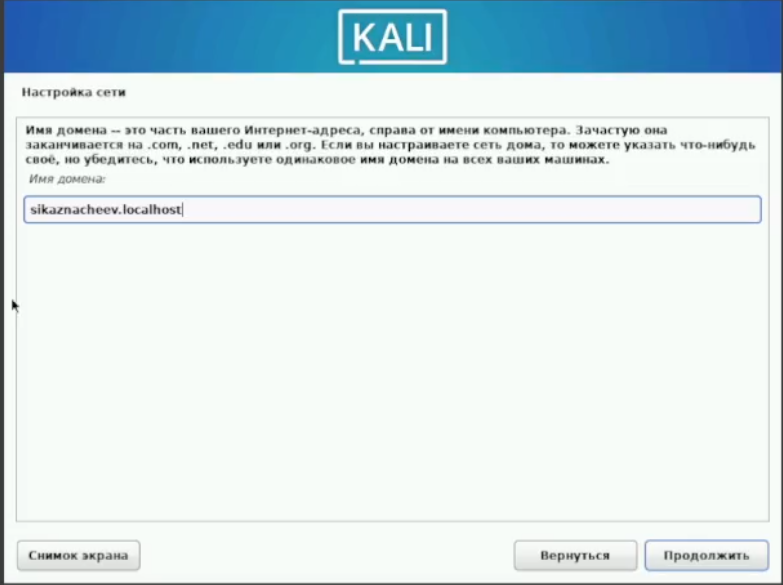 KALI
Настройка сети
Имя домена -- это часть вашего Интернет-адреса, справа от имени компьютера. Зачастую она
заканчивается на .com, .net, .edu или .org. Если вы настраиваете сеть дома, то можете указать что-нибудь
своё, но убедитесь, что используете одинаковое имя домена на всех ваших машинах.
Имя домена:
sikaznacheev.localhost
Снимок экрана
Вернуться
Продолжить